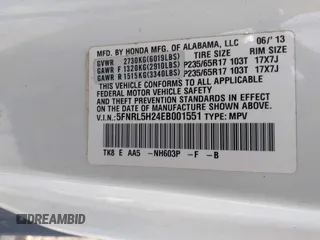 MFD. BY HONDA MFG. OF ALABAMA, LLC 06/'13
GVWR 2730KG(6019LBS) TIRE SIZE RIM SIZE
GAWR F 1320KG(2910LBS) P235/65R17 103T 17X7J
GAWR R 1515KG(3340LBS) P235/65R17 103T 17X7J
THIS VEHICLE CONFORMS TO ALL APPLICABLE FEDERAL MOTOR
VEHICLE SAFETY AND THEFT PREVENTION STANDARDS IN EFFECT ON THE
DATE OF MANUFACTURE SHOWN ABOVE.
V.I.N.: 5FNRL5H24EB001551 TYPE: MPV
TK8 E AA5 -NH603P -F -B
DREAMBID